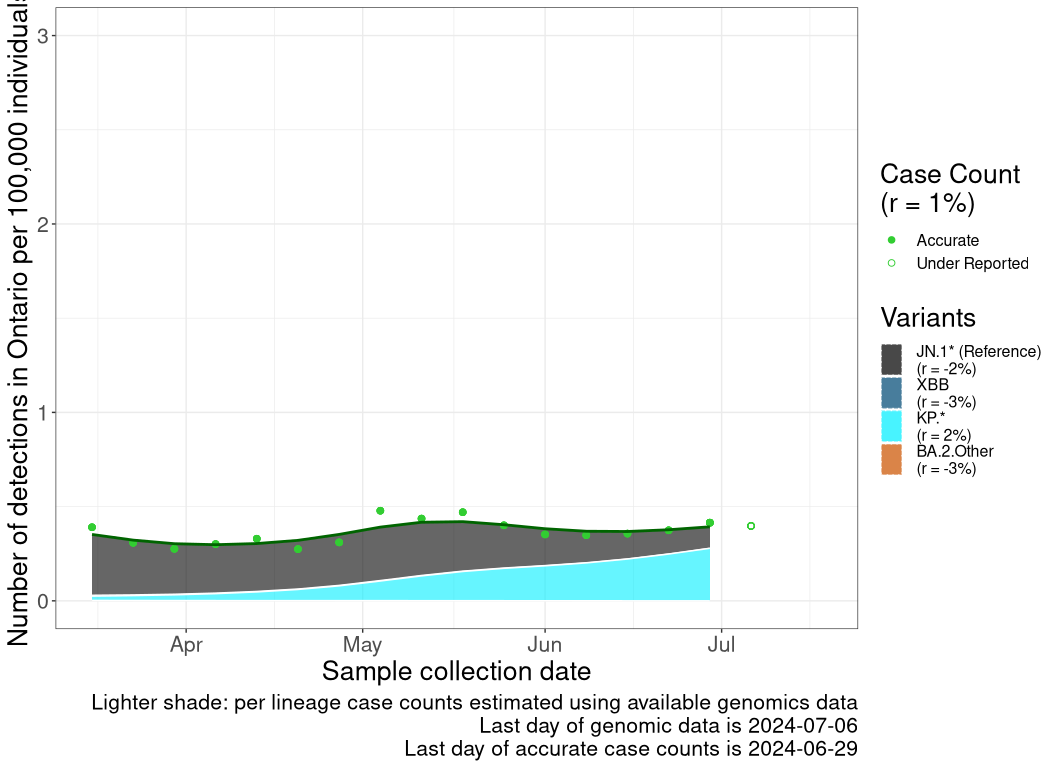 Number of detections in Ontario per 100,000 individuals
3
2
1
0
Apr
May
Jun
Jul
Sample collection date
Lighter shade: per lineage case counts estimated using available genomics data
Last day of genomic data is 2024-07-06
Last day of accurate case counts is 2024-06-29
Case Count
(r = 1%)
Accurate
Under Reported
Variants
JN.1* (Reference)
(r = -2%)
XBB
(r = -3%)
KP.*
(r = 2%)
BA.2.Other
(r = -3%)